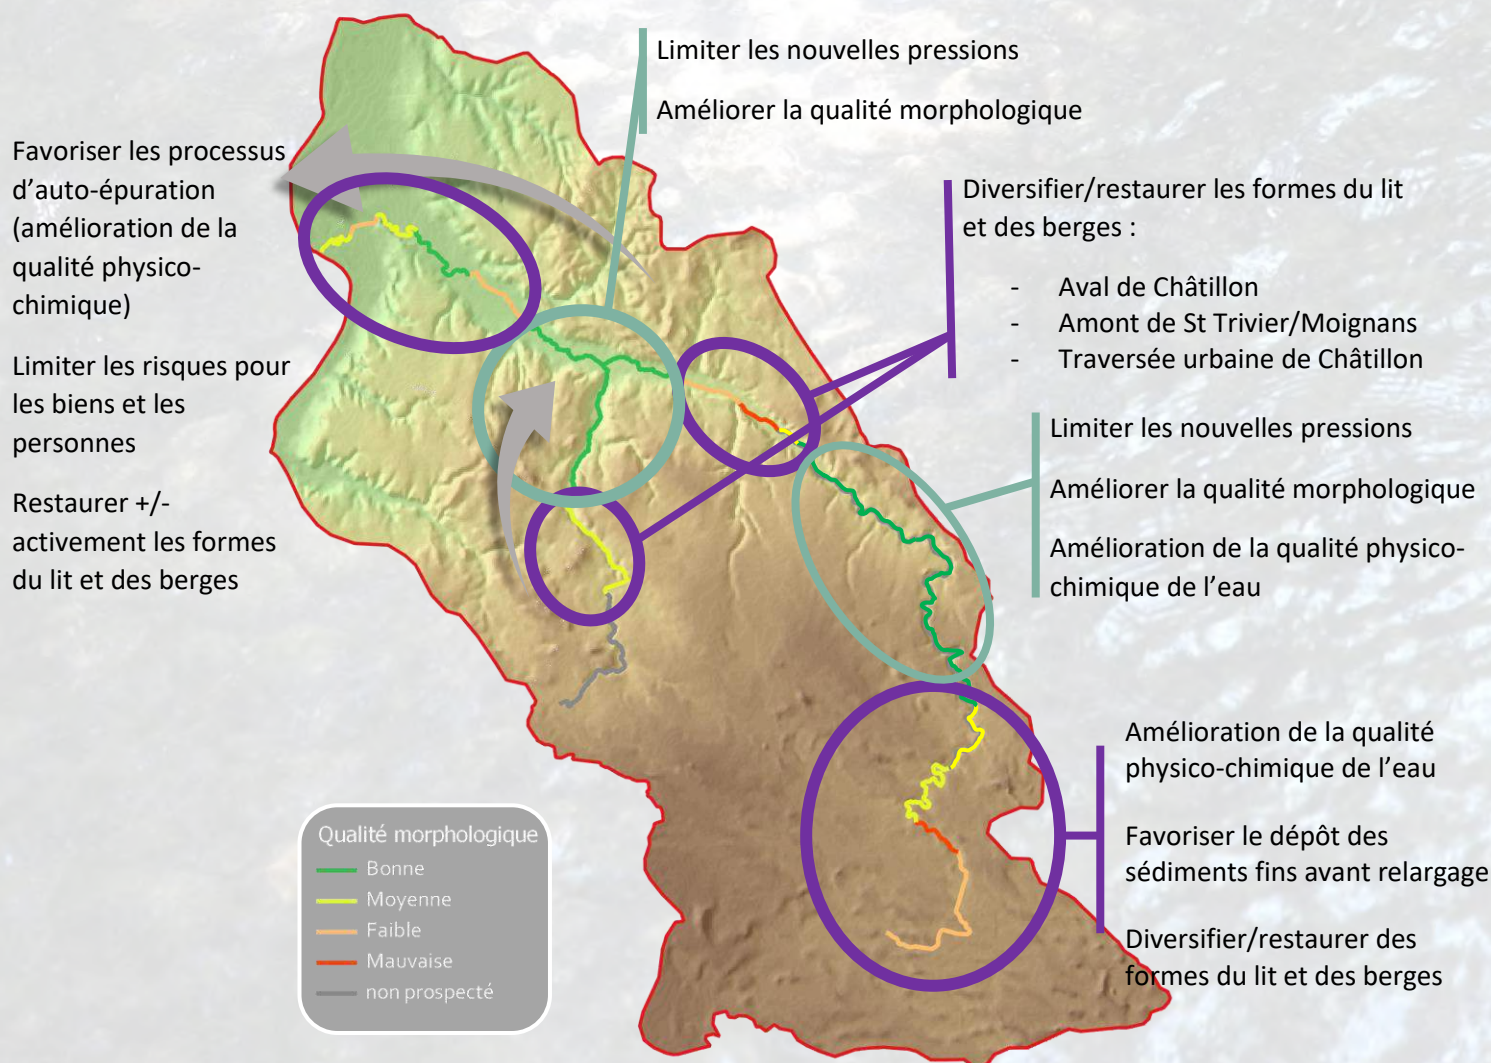 Limiter les nouvelles pressions
Améliorer la qualité morphologique
Favoriser les processus
d’auto-épuration
(amélioration de la
qualité physico-
chimique)
Limiter les risques pour
les biens et les
personnes
Restaurer +/-
activement les formes
du lit et des berges
Diversifier/restaurer les formes du lit
et des berges :
- Aval de Châtillon
- Amont de St Trivier/Moignans
- Traversée urbaine de Châtillon
Limiter les nouvelles pressions
Améliorer la qualité morphologique
Amélioration de la qualité physico-
chimique de l’eau
Amélioration de la qualité
physico-chimique de l’eau
Favoriser le dépôt des
sédiments fins avant relargage
Diversifier/restaurer des
formes du lit et des berges
Qualité morphologique
Bonne
Moyenne
Faible
Mauvaise
non prospecté